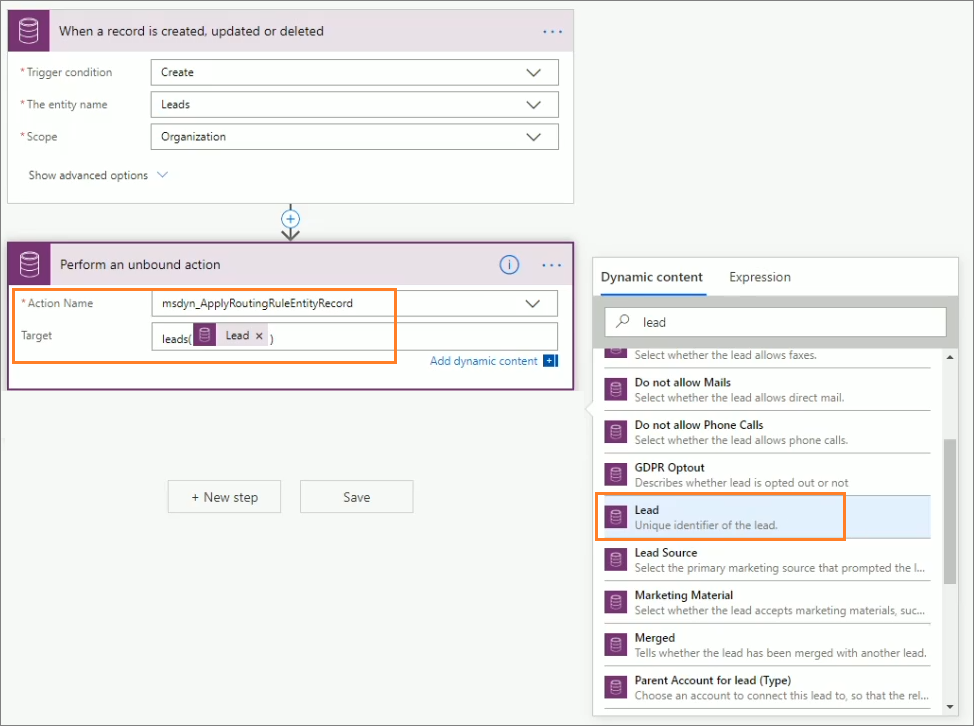 When a record is created, updated or deleted
...
* Trigger condition
Create
* The entity name
Leads
* Scope
Organization
Show advanced options
+
Perform an unbound action
i
...
* Action Name
msdyn_ApplyRoutingRuleEntityRecord
Target
leads( Lead × )
Add dynamic content +
+ New step
Save
Dynamic content
Expression
lead
Select whether the lead allows faxes.
Do not allow Mails
Select whether the lead allows direct mail.
Do not allow Phone Calls
Select whether the lead allows phone calls.
GDPR Optout
Describes whether lead is opted out or not
Lead
Unique identifier of the lead.
Lead Source
Select the primary marketing source that prompted the l...
Marketing Material
Select whether the lead accepts marketing materials, suc...
Merged
Tells whether the lead has been merged with another lead.
Parent Account for lead (Type)
Choose an account to connect this lead to, so that the rel...